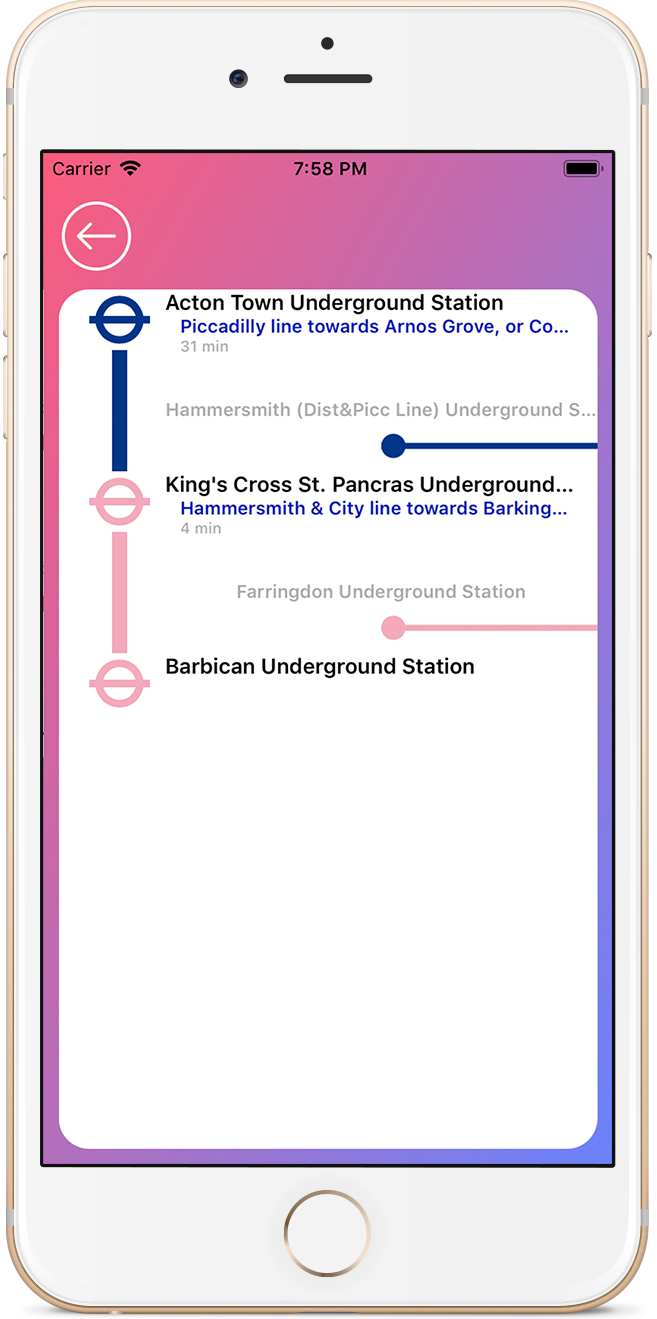 Carrier 7:58 PM
Acton Town Underground Station
Piccadilly line towards Arnos Grove, or Co...
31 min
Hammersmith (Dist&Picc Line) Underground S...
King's Cross St. Pancras Underground...
Hammersmith & City line towards Barking...
4 min
Farringdon Underground Station
Barbican Underground Station